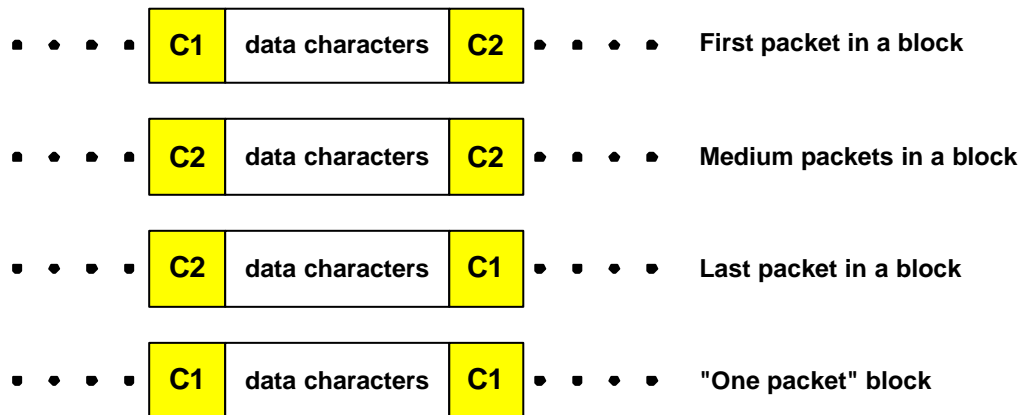 C1 data characters C2 First packet in a block
C2 data characters C2 Medium packets in a block
C2 data characters C1 Last packet in a block
C1 data characters C1 "One packet" block